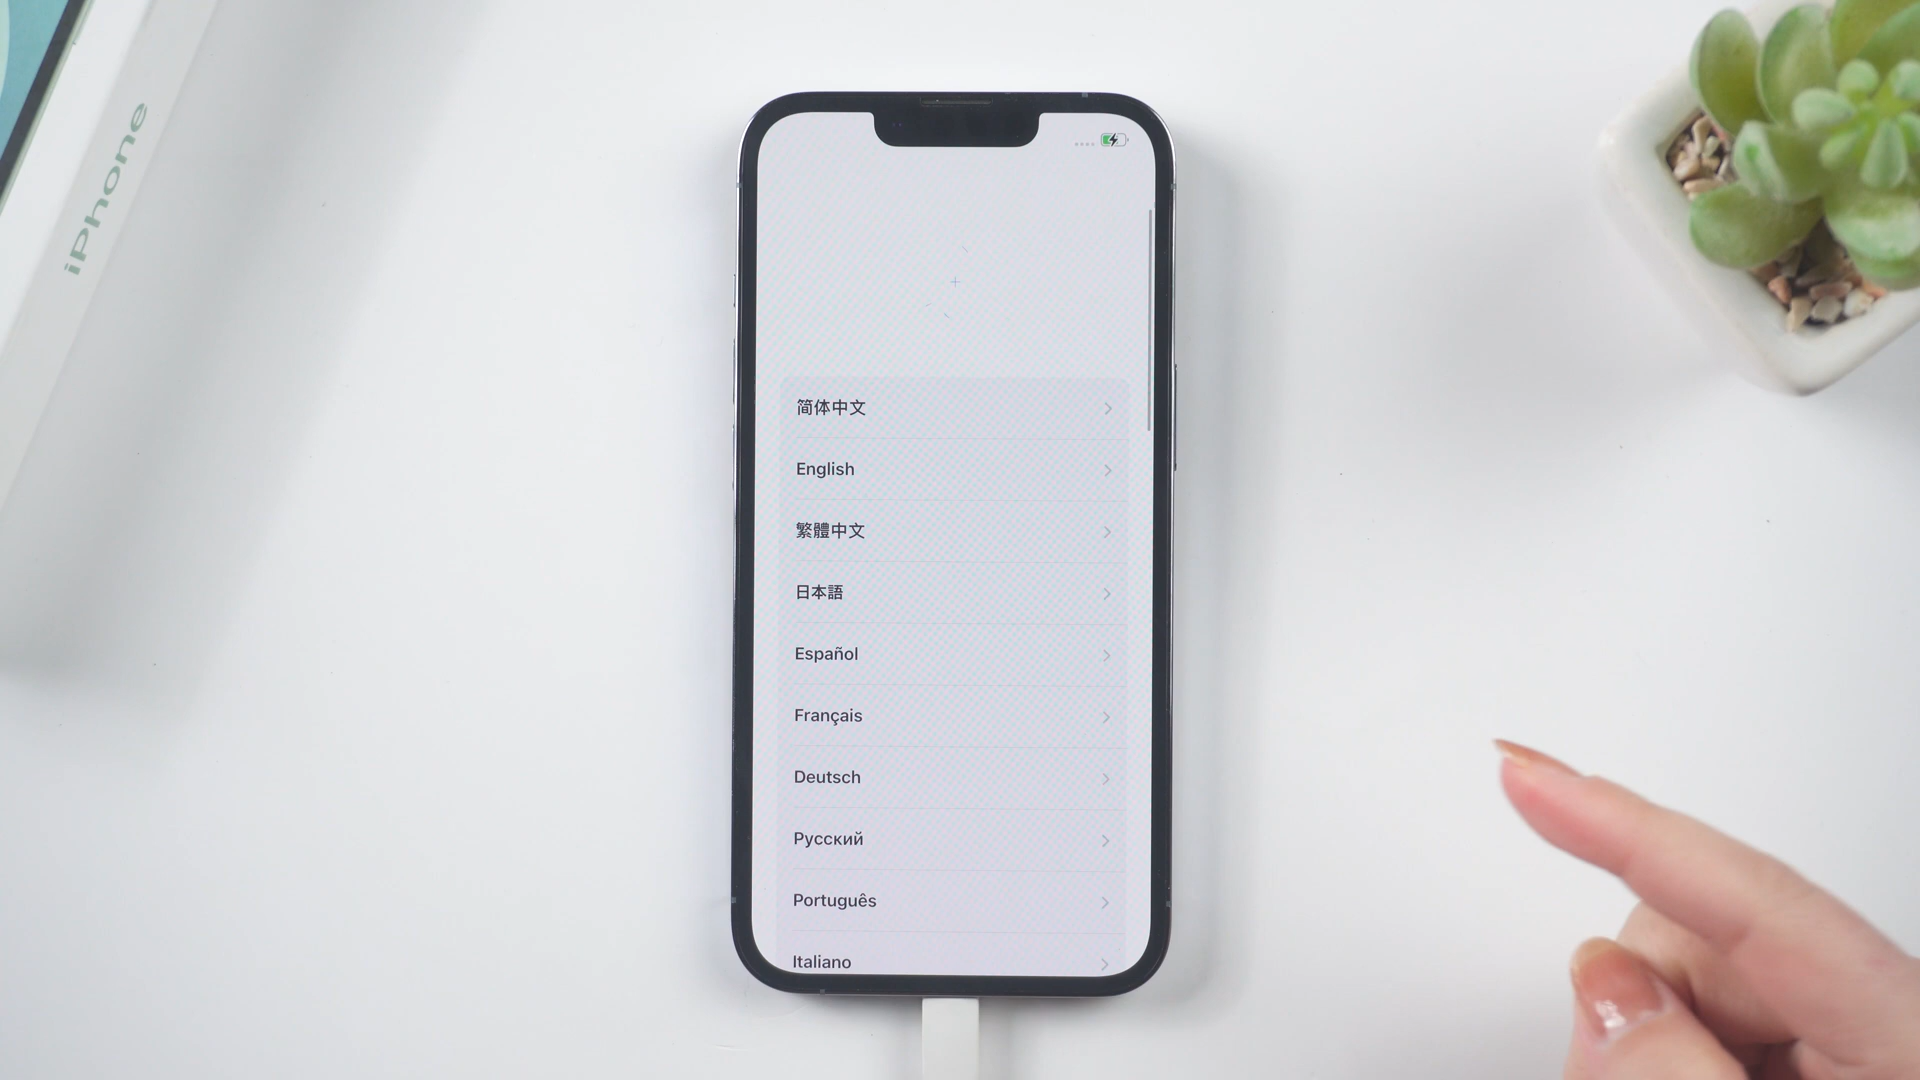 iPhone
简体中文
English
繁體中文
日本語
Español
Français
Deutsch
Русский
Português
Italiano